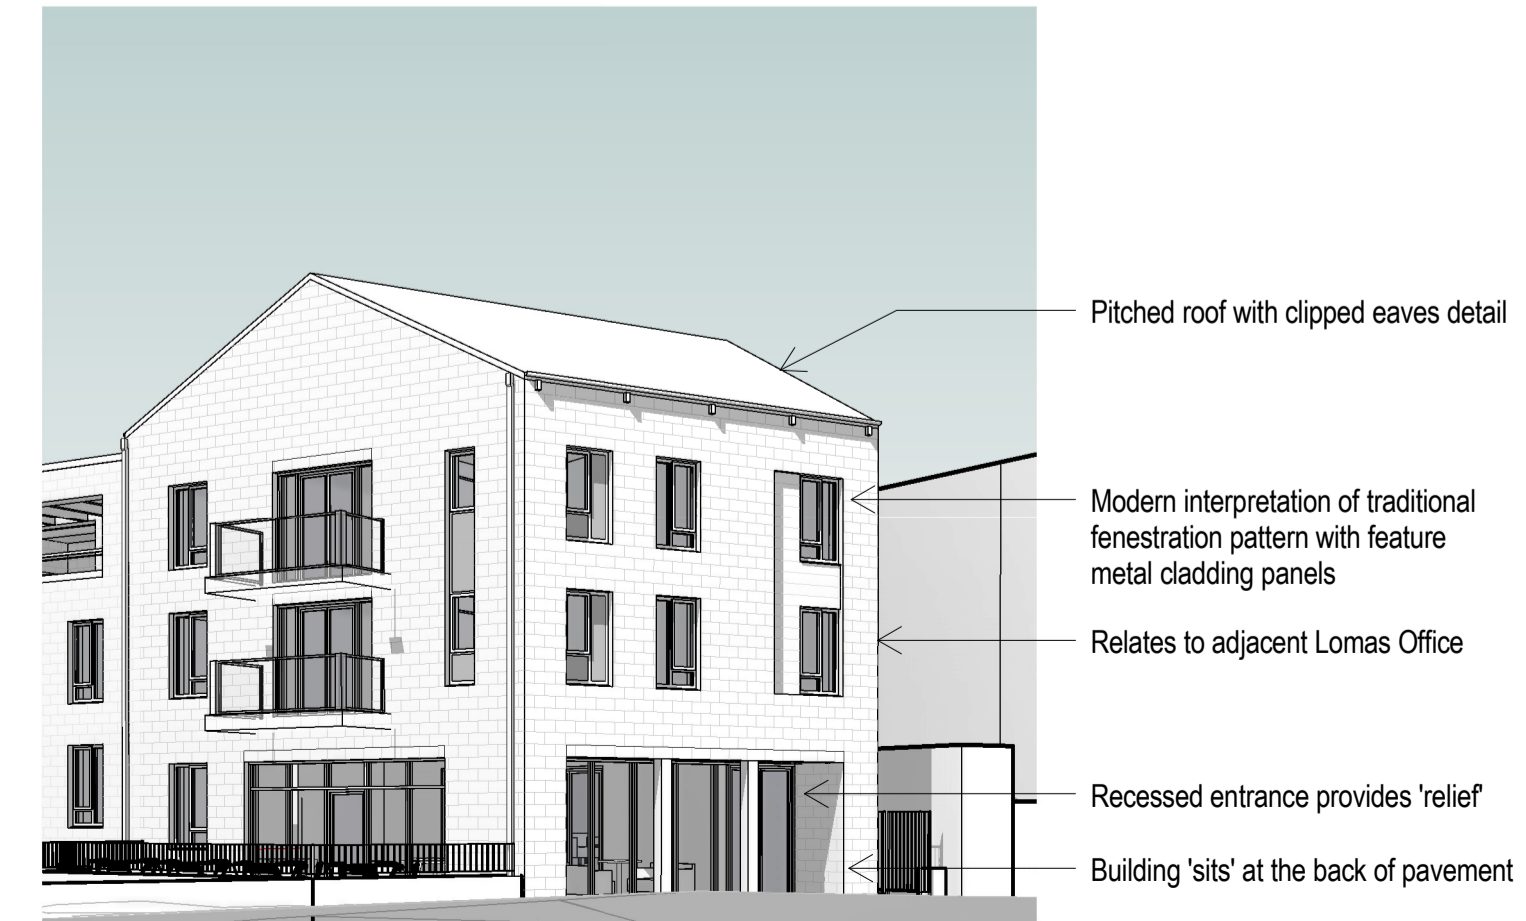 Pitched roof with clipped eaves detail
Modern interpretation of traditional
fenestration pattern with feature
metal cladding panels
Relates to adjacent Lomas Office
Recessed entrance provides 'relief'
Building 'sits' at the back of pavement